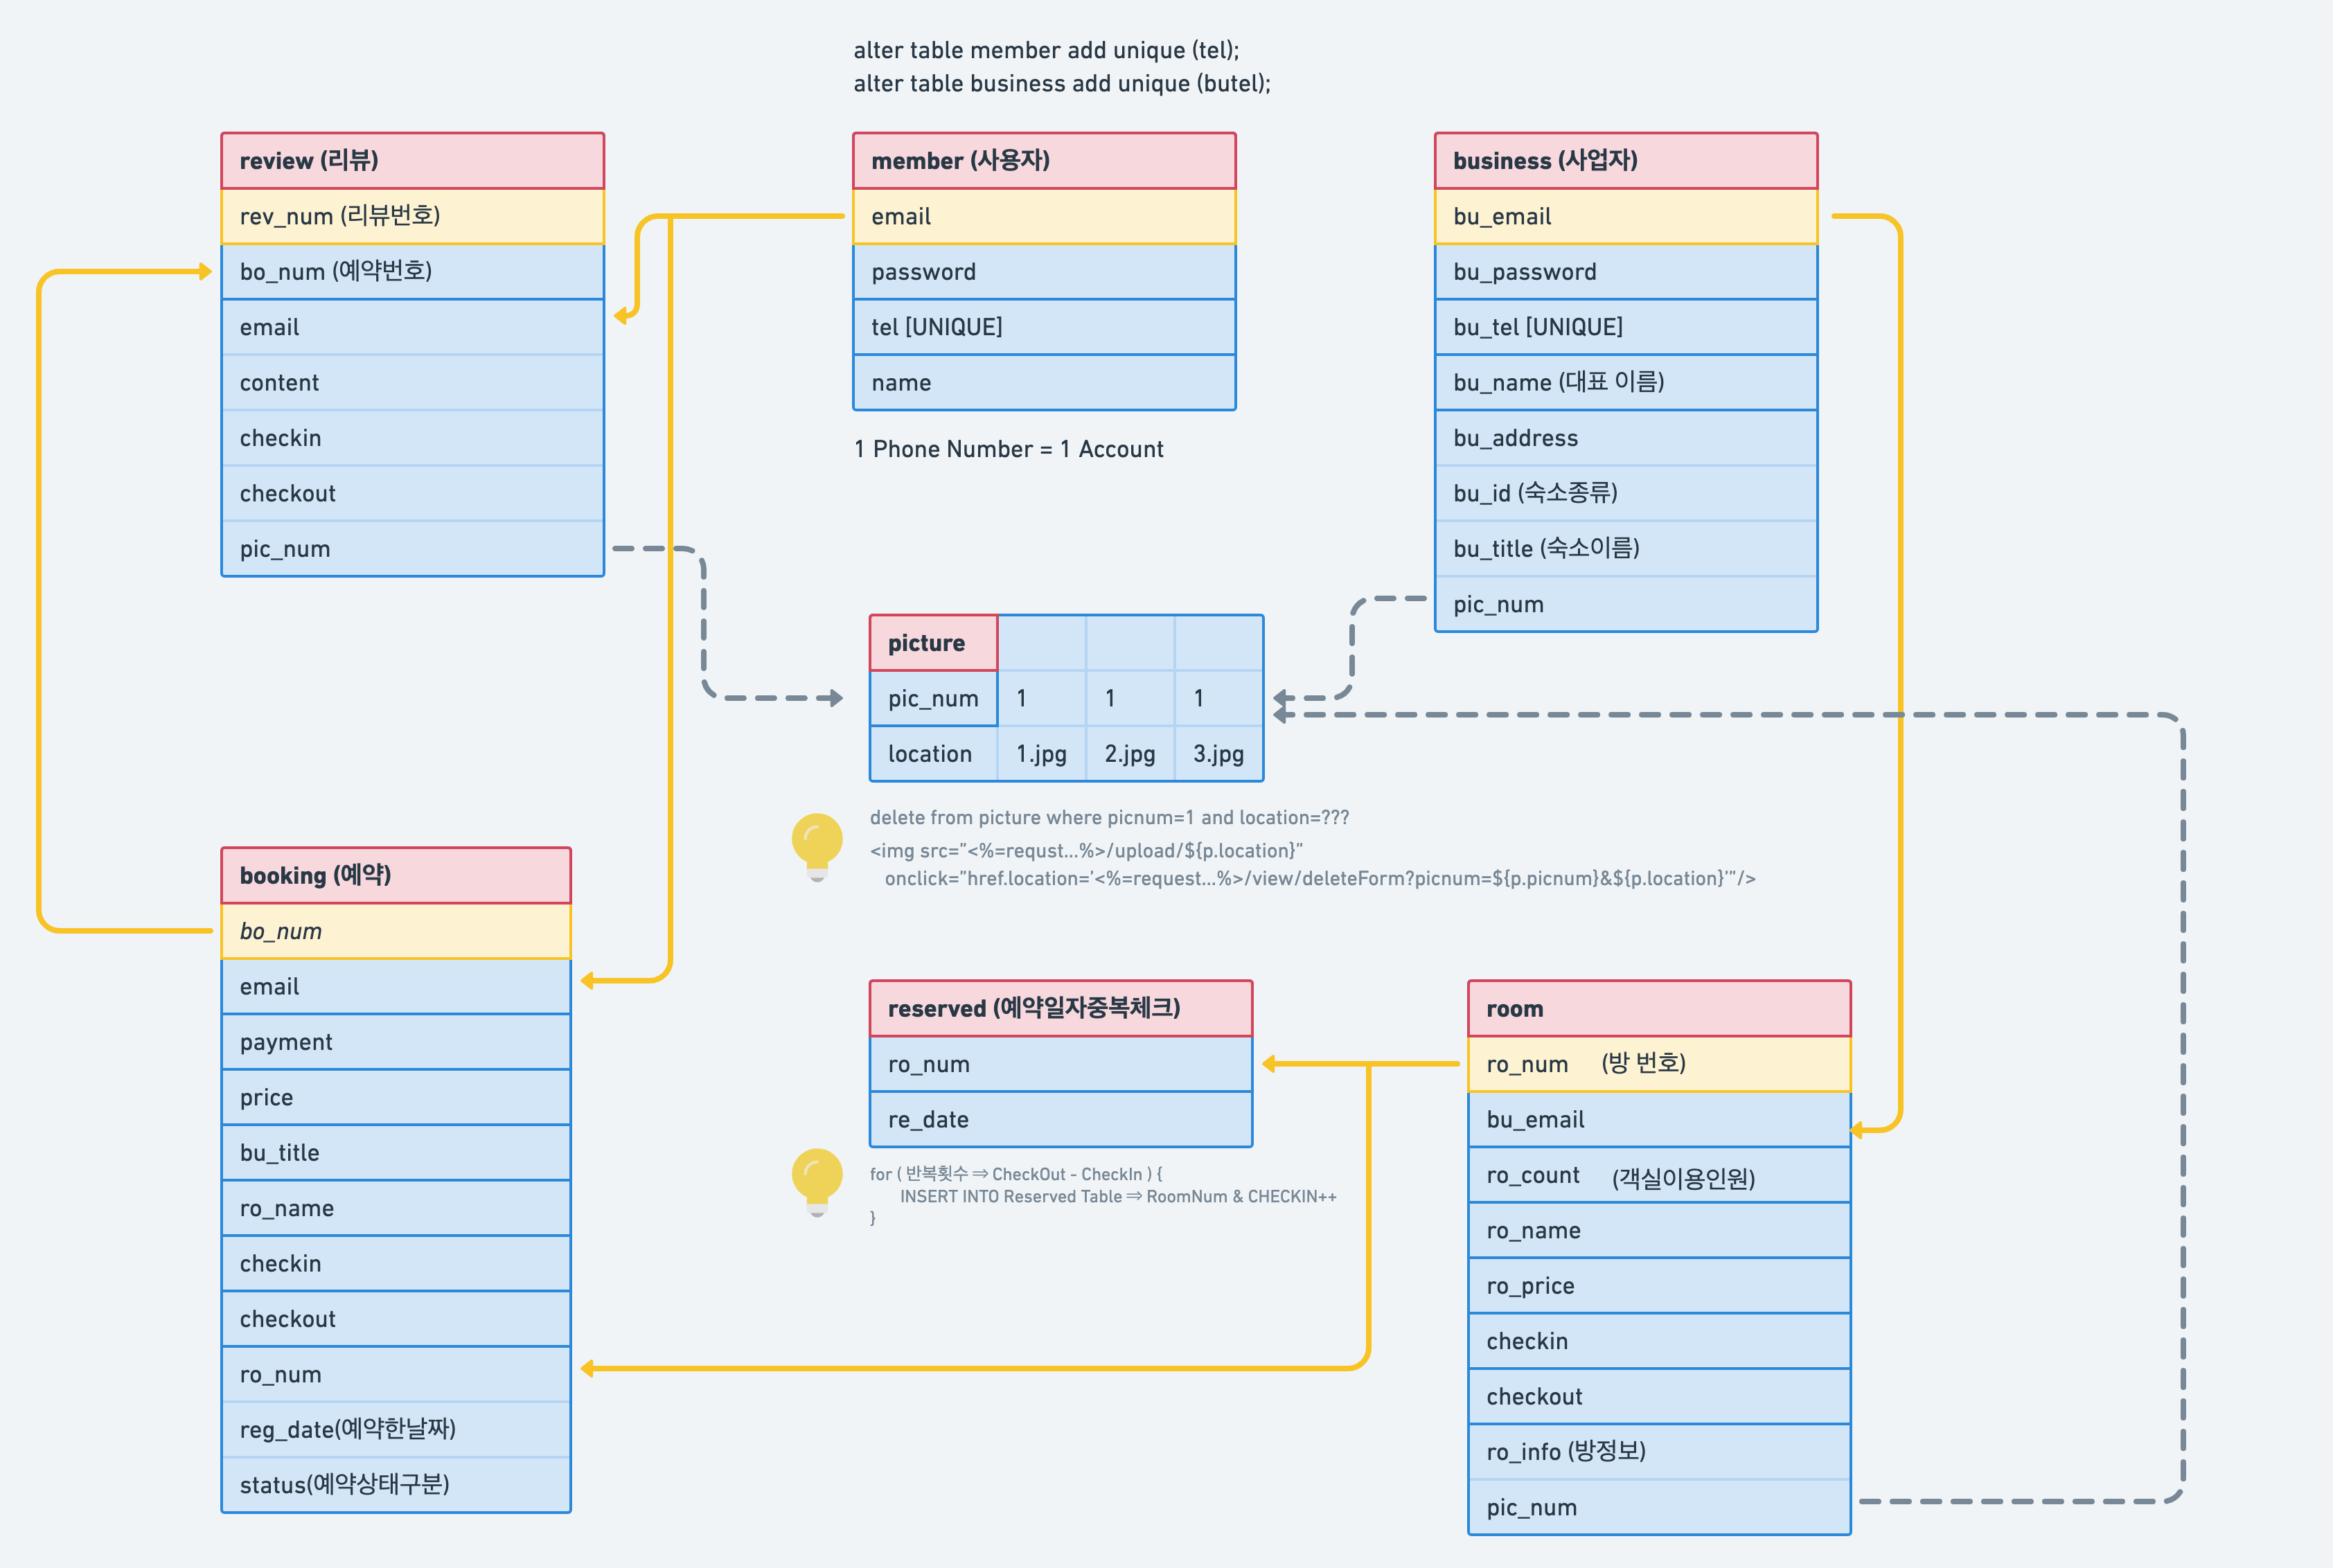 alter table member add unique (tel);
alter table business add unique (butel);
review (리뷰)
rev_num (리뷰번호)
bo_num (예약번호)
email
content
checkin
checkout
pic_num
member (사용자)
email
password
tel [UNIQUE]
name
1 Phone Number = 1 Account
business (사업자)
bu_email
bu_password
bu_tel [UNIQUE]
bu_name (대표 이름)
bu_address
bu_id (숙소종류)
bu_title (숙소이름)
pic_num
picture
pic_num 1 1 1
location 1.jpg 2.jpg 3.jpg
delete from picture where picnum=1 and location=???
<img src="<%=requst...%>/upload/${p.location}"
onclick="href.location='<%=request...%>/view/deleteForm?picnum=${p.picnum}&${p.location}'"/>
booking (예약)
bo_num
email
payment
price
bu_title
ro_name
checkin
checkout
ro_num
reg_date(예약한날짜)
status(예약상태구분)
reserved (예약일자중복체크)
ro_num
re_date
for ( 반복횟수 ⇒ CheckOut - CheckIn ) {
INSERT INTO Reserved Table ⇒ RoomNum & CHECKIN++
}
room
ro_num (방 번호)
bu_email
ro_count (객실이용인원)
ro_name
ro_price
checkin
checkout
ro_info (방정보)
pic_num